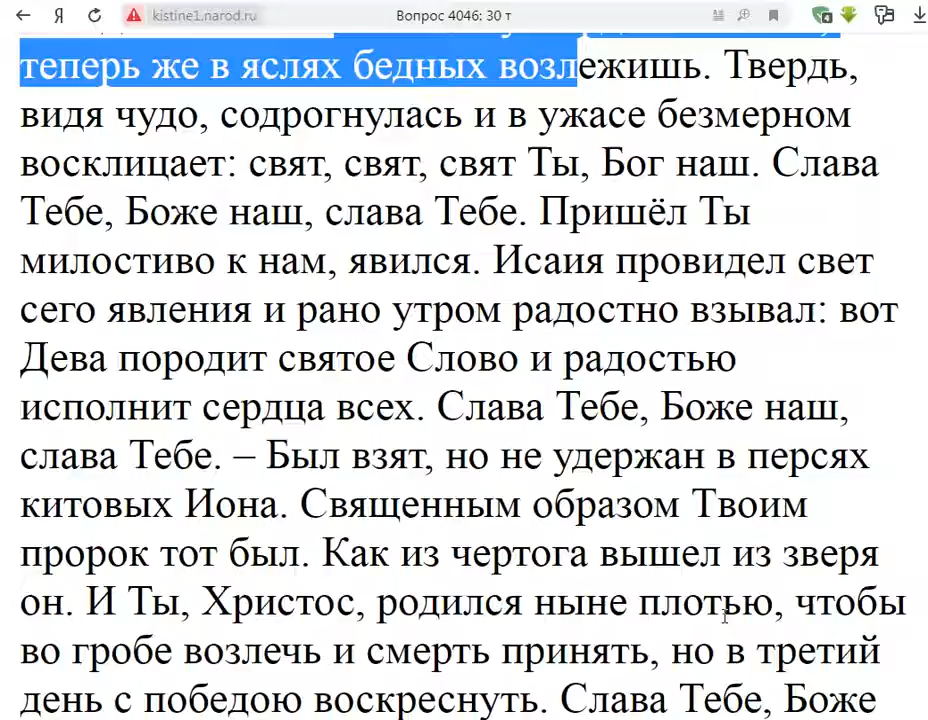 Я kistine1.narod.ru Вопрос 4046: 30 т 4
теперь же в яслях бедных возлежишь. Твердь,
видя чудо, содрогнулась и в ужасе безмерном
восклицает: свят, свят, свят Ты, Бог наш. Слава
Тебе, Боже наш, слава Тебе. Пришёл Ты
милостиво к нам, явился. Исаия провидел свет
сего явления и рано утром радостно взывал: вот
Дева породит святое Слово и радостью
исполнит сердца всех. Слава Тебе, Боже наш,
слава Тебе. – Был взят, но не удержан в персях
китовых Иона. Священным образом Твоим
пророк тот был. Как из чертога вышел из зверя
он. И Ты, Христос, родился ныне плотью, чтобы
во гробе возлечь и смерть принять, но в третий
день с победою воскреснуть. Слава Тебе, Боже